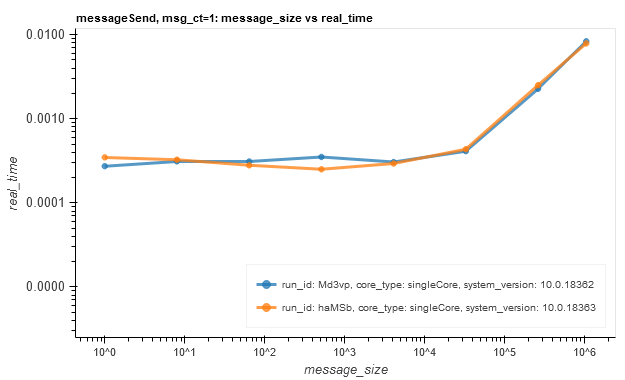 messageSend, msg_ct=1: message_size vs real_time
0.0100
0.0010
0.0001
0.0000
real_time
run_id: Md3vp, core_type: singleCore, system_version: 10.0.18362
run_id: haMSb, core_type: singleCore, system_version: 10.0.18363
10^0 10^1 10^2 10^3 10^4 10^5 10^6
message_size